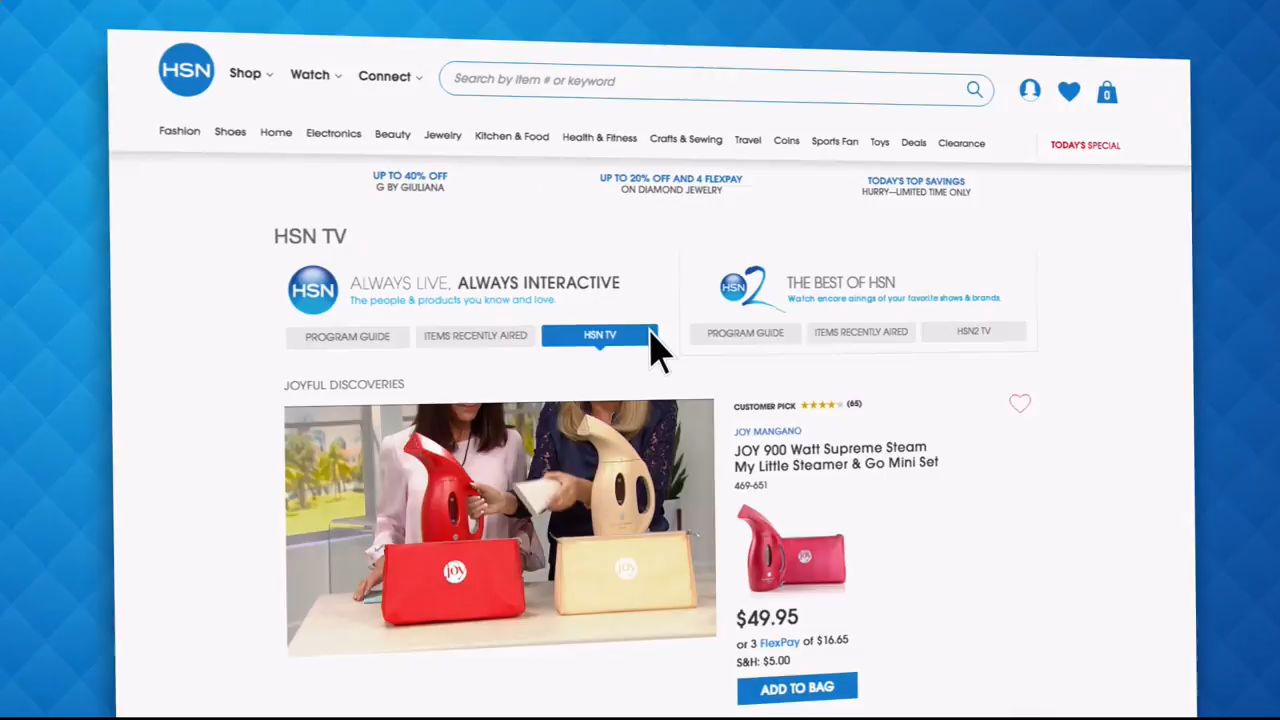 HSN
Shop
Watch
Connect
Search by item # or keyword
0
Fashion
Shoes
Home
Electronics
Beauty
Jewelry
Kitchen & Food
Health & Fitness
Crafts & Sewing
Travel
Coins
Sports Fan
Toys
Deals
Clearance
TODAY'S SPECIAL
UP TO 40% OFF
G BY GIULIANA
UP TO 20% OFF AND 4 FLEXPAY
ON DIAMOND JEWELRY
TODAY'S TOP SAVINGS
HURRY—LIMITED TIME ONLY
HSN TV
HSN
ALWAYS LIVE, ALWAYS INTERACTIVE
The people & products you know and love.
PROGRAM GUIDE
ITEMS RECENTLY AIRED
HSN TV
HSN2
THE BEST OF HSN
Watch encore airings of your favorite shows & brands.
PROGRAM GUIDE
ITEMS RECENTLY AIRED
HSN2 TV
JOYFUL DISCOVERIES
joy
joy
CUSTOMER PICK (65)
JOY MANGANO
JOY 900 Watt Supreme Steam
My Little Steamer & Go Mini Set
469-651
joy
$49.95
or 3 FlexPay of $16.65
S&H: $5.00
ADD TO BAG